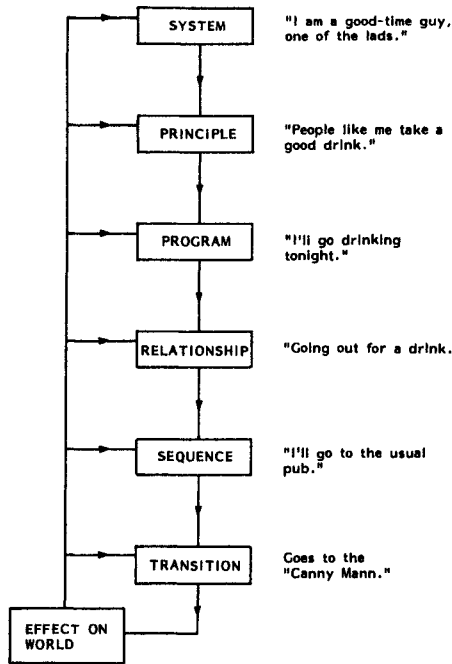 SYSTEM
"I am a good-time guy,
one of the lads."
PRINCIPLE
"People like me take a
good drink."
PROGRAM
"I'll go drinking
tonight."
RELATIONSHIP
"Going out for a drink.
SEQUENCE
"I'll go to the usual
pub."
TRANSITION
Goes to the
"Canny Mann."
EFFECT ON
WORLD